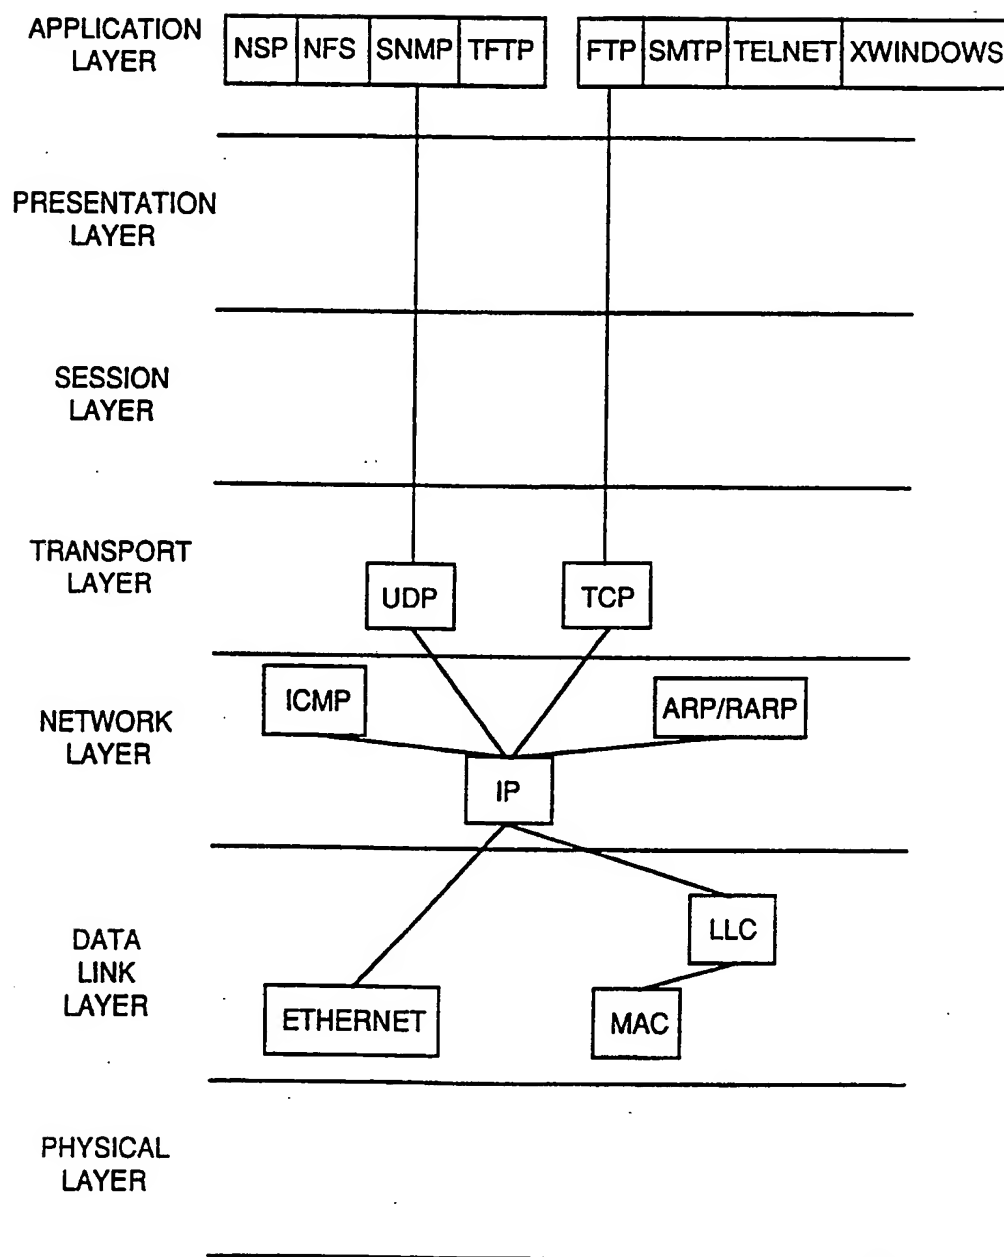 APPLICATION
LAYER
NSP NFS SNMP TFTP FTP SMTP TELNET XWINDOWS
PRESENTATION
LAYER
SESSION
LAYER
TRANSPORT
LAYER
UDP TCP
NETWORK
LAYER
ICMP ARP/RARP
IP
DATA
LINK
LAYER
LLC
ETHERNET MAC
PHYSICAL
LAYER